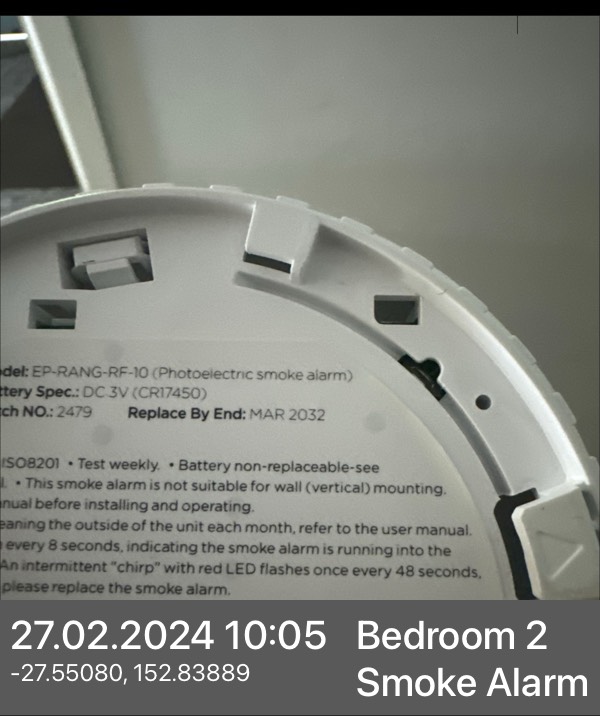 del: EP-RANG-RF-10 (Photoelectric smoke alarm)
ttery Spec.: DC 3V (CR17450)
ch NO.: 2479 Replace By End: MAR 2032
ISO8201 • Test weekly. • Battery non-replaceable-see
l. • This smoke alarm is not suitable for wall (vertical) mounting.
nual before installing and operating.
eaning the outside of the unit each month, refer to the user manual.
every 8 seconds, indicating the smoke alarm is running into the
An intermittent "chirp" with red LED flashes once every 48 seconds,
please replace the smoke alarm.
27.02.2024 10:05 Bedroom 2
-27.55080, 152.83889 Smoke Alarm